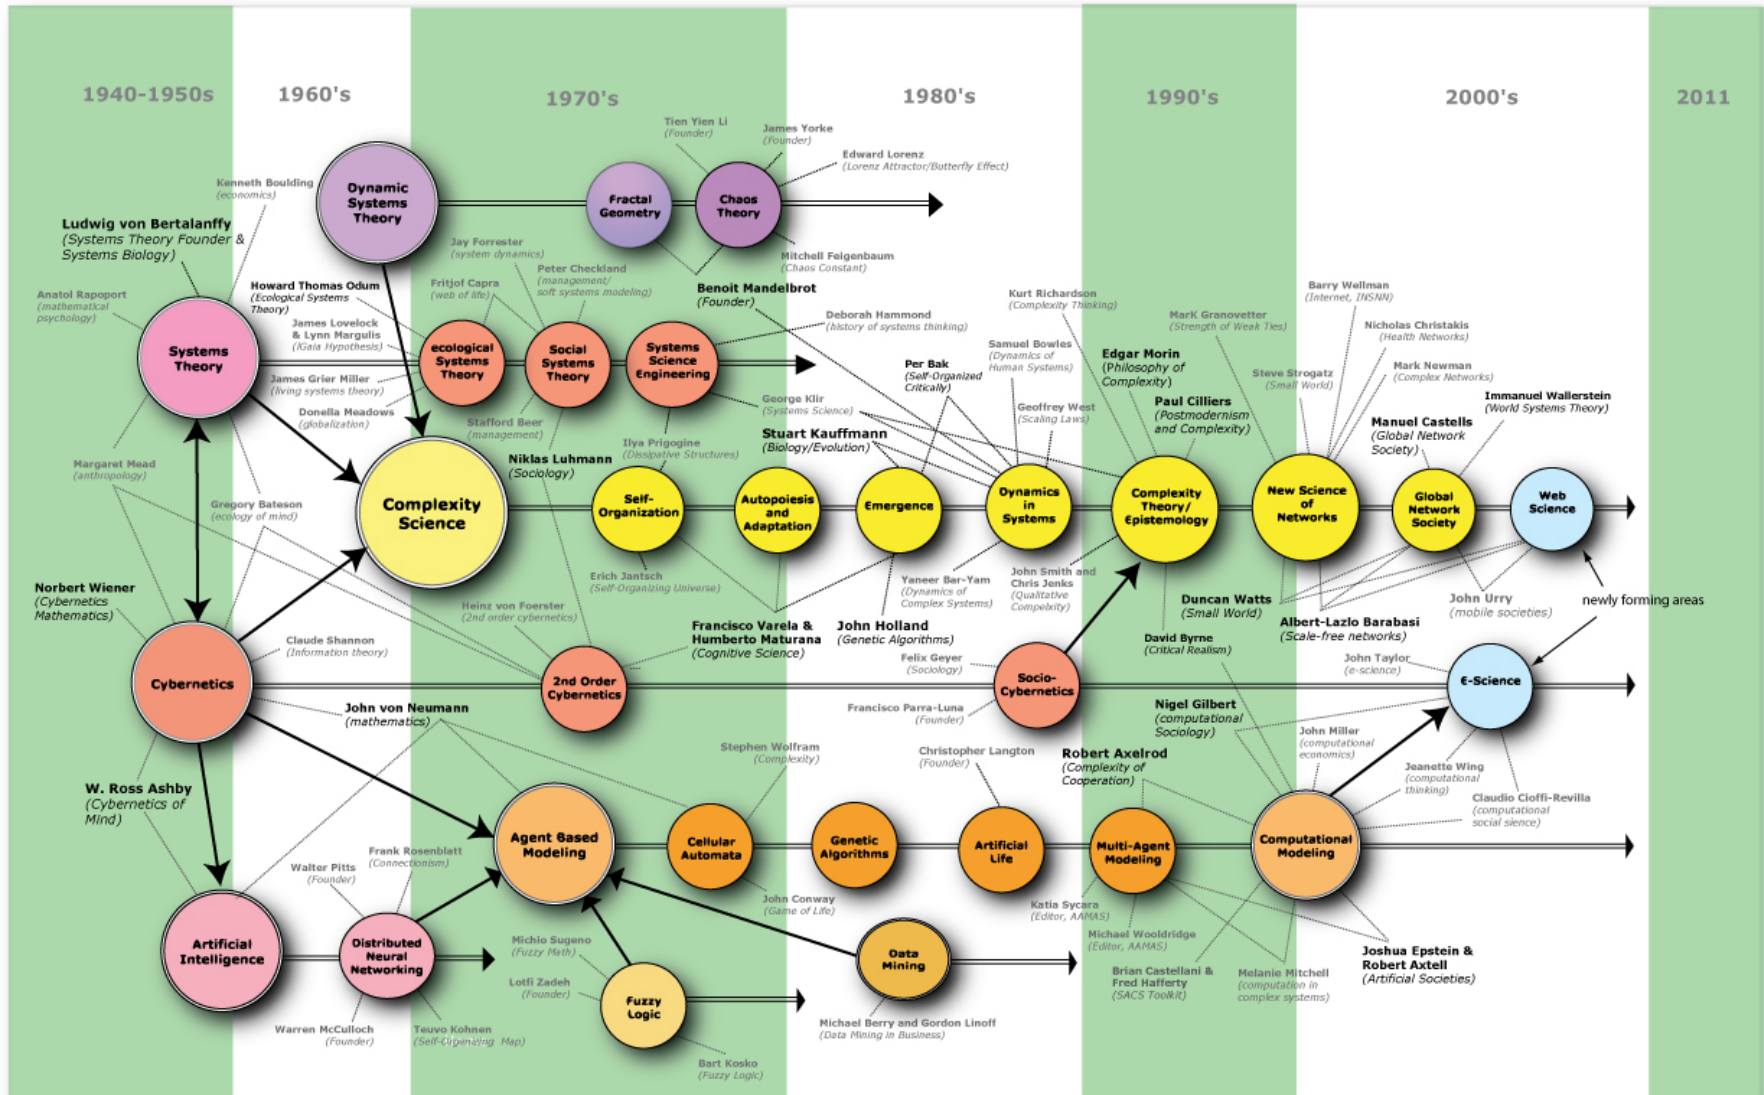 1940-1950s
1960's
1970's
1980's
1990's
2000's
2011
Tien Yien Li
(Founder)
James Yorke
(Founder)
Edward Lorenz
(Lorenz Attractor/Butterfly Effect)
Kenneth Boulding
(economics)
Dynamic
Systems
Theory
Fractal
Geometry
Chaos
Theory
Ludwig von Bertalanffy
(Systems Theory Founder &
Systems Biology)
Jay Forrester
(system dynamics)
Mitchell Feigenbaum
(Chaos Constant)
Peter Checkland
(management/
soft systems modeling)
Fritjof Capra
(web of life)
Howard Thomas Odum
(Ecological Systems
Theory)
Benoit Mandelbrot
(Founder)
Anatol Rapoport
(mathematical
psychology)
James Lovelock
& Lynn Margulis
(IGaia Hypothesis)
Deborah Hammond
(history of systems thinking)
Kurt Richardson
(Complexity Thinking)
MarK Granovetter
(Strength of Weak Ties)
Barry Wellman
(Internet, INSNN)
Nicholas Christakis
(Health Networks)
Systems
Theory
ecological
Systems
Theory
Social
Systems
Theory
Systems
Science
Engineering
Samuel Bowles
(Dynamics of
Human Systems)
Per Bak
(Self-Organized
Critically)
Edgar Morin
(Philosophy of
Complexity)
Steve Strogatz
(Small World)
Mark Newman
(Complex Networks)
James Grier Miller
(living systems theory)
Donella Meadows
(globalization)
Stafford Beer
(management)
George Klir
(Systems Science)
Geoffrey West
(Scaling Laws)
Paul Cilliers
(Postmodernism
and Complexity)
Immanuel Wallerstein
(World Systems Theory)
Manuel Castells
(Global Network
Society)
Stuart Kauffmann
(Biology/Evolution)
Ilya Prigogine
(Dissipative Structures)
Niklas Luhmann
(Sociology)
Margaret Mead
(anthropology)
Gregory Bateson
(ecology of mind)
Complexity
Science
Self-
Organization
Autopoiesis
and
Adaptation
Emergence
Dynamics
in
Systems
Complexity
Theory/
Epistemology
New Science
of
Networks
Global
Network
Society
Web
Science
Erich Jantsch
(Self-Organizing Universe)
Yaneer Bar-Yam
(Dynamics of
Complex Systems)
John Smith and
Chris Jenks
(Qualitative
Norbert Wiener
(Cybernetics
Mathematics)
Heinz von Foerster
(2nd order cybernetics)
Francisco Varela &
Humberto Maturana
(Cognitive Science)
John Holland
(Genetic Algorithms)
Duncan Watts
(Small World)
Albert-Lazlo Barabasi
(Scale-free networks)
John Urry
(mobile societies)
newly forming areas
Claude Shannon
(Information theory)
David Byrne
(Critical Realism)
Felix Geyer
(Sociology)
John Taylor
(e-science)
Cybernetics
2nd Order
Cybernetics
Socio-
Cybernetics
E-Science
John von Neumann
(mathematics)
Francisco Parra-Luna
(Founder)
Nigel Gilbert
(computational
Sociology)
John Miller
(computational
economics)
Stephen Wolfram
(Complexity)
Christopher Langton
(Founder)
Robert Axelrod
(Complexity of
Cooperation)
Jeanette Wing
(computational
thinking)
W. Ross Ashby
(Cybernetics of
Mind)
Claudio Cioffi-Revilla
(computational
social sience)
Agent Based
Modeling
Cellular
Automata
Genetic
Algorithms
Artificial
Life
Multi-Agent
Modeling
Computational
Modeling
Frank Rosenblatt
(Connectionism)
Walter Pitts
(Founder)
John Conway
(Game of Life)
Katia Sycara
(Editor, AAMAS)
Michael Wooldridge
(Editor, AAMAS)
Artificial
Intelligence
Distributed
Neural
Networking
Michio Sugeno
(Fuzzy Math)
Lotfi Zadeh
(Founder)
Fuzzy
Logic
Data
Mining
Brian Castellani &
Fred Hafferty
(SACS Toolkit)
Melanie Mitchell
(computation in
complex systems)
Joshua Epstein &
Robert Axtell
(Artificial Societies)
Warren McCulloch
(Founder)
Teuvo Kohnen
(Self-Organizing Map)
Michael Berry and Gordon Linoff
(Data Mining in Business)
Bart Kosko
(Fuzzy Logic)